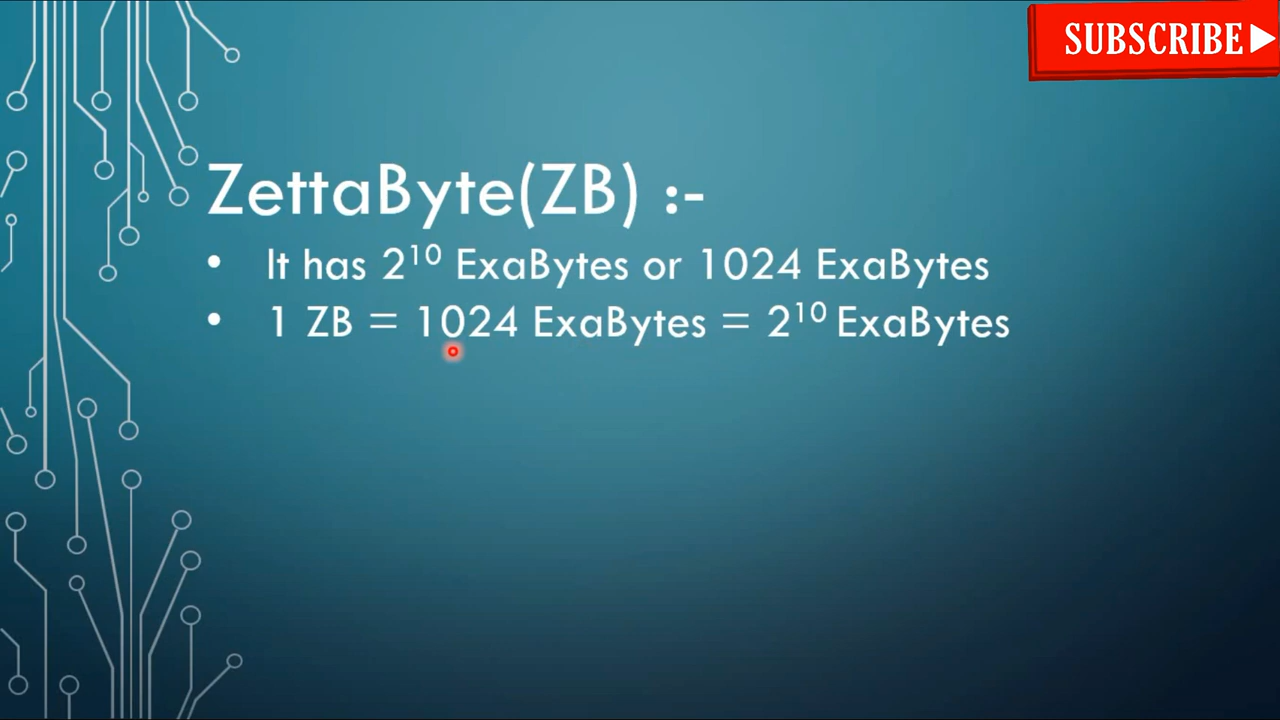 SUBSCRIBE
ZettaByte(ZB) :-
• It has 2¹⁰ ExaBytes or 1024 ExaBytes
• 1 ZB = 1024 ExaBytes = 2¹⁰ ExaBytes